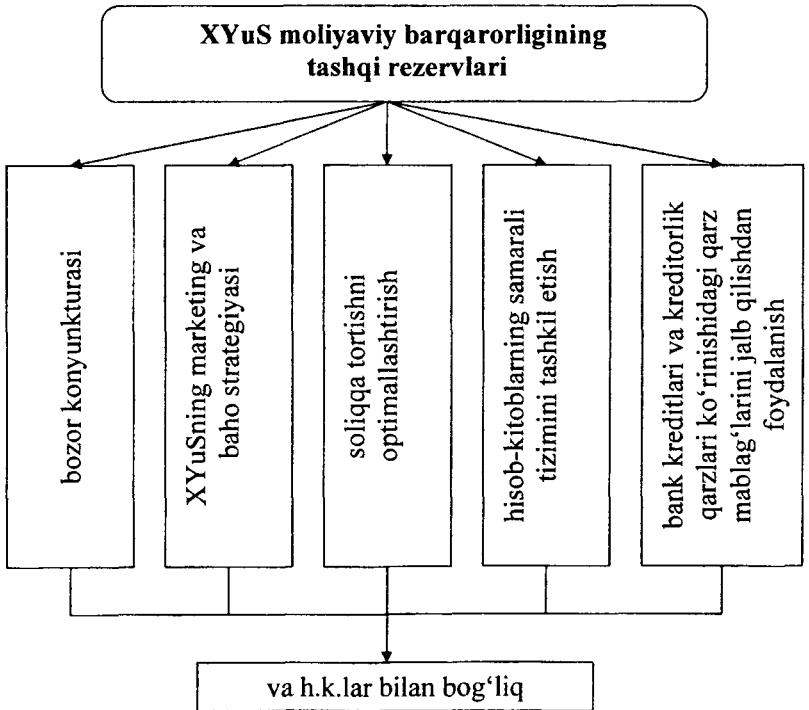 XYuS moliyaviy barqarorligining
tashqi rezervlari
bozor konyunkturasi
XYuSning marketing va
baho strategiyasi
soliqqa tortishni
optimallashtirish
hisob-kitoblarning samarali
tizimini tashkil etish
bank kreditlari va kreditorlik
qarzlari ko‘rinishidagi qarz
mablag‘larini jalb qilishdan
foydalanish
va h.k.lar bilan bog‘liq